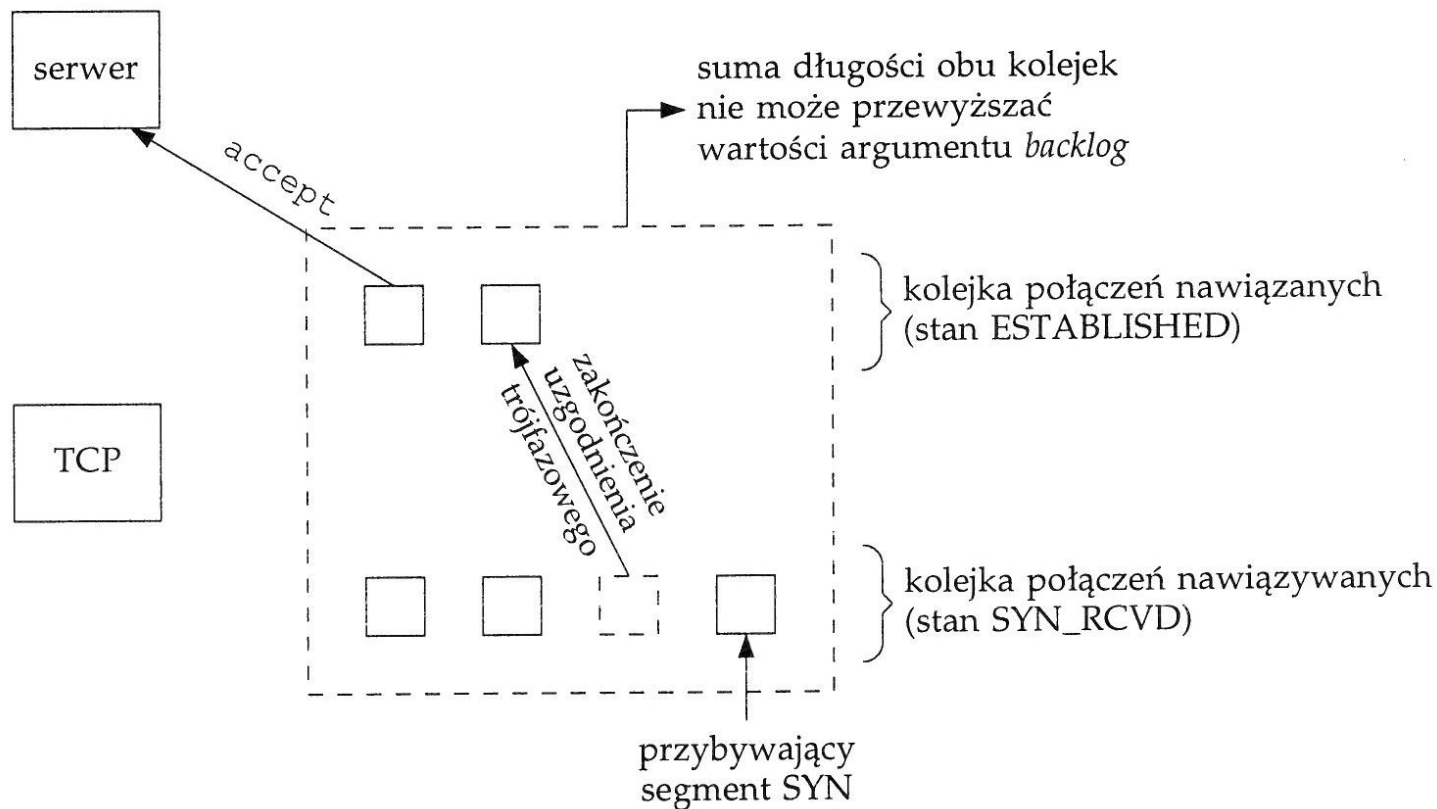 serwer
suma długości obu kolejek
nie może przewyższać
wartości argumentu backlog
accept
kolejka połączeń nawiązanych
(stan ESTABLISHED)
zakończenie
uzgodnienia
trójfazowego
TCP
kolejka połączeń nawiązywanych
(stan SYN_RCVD)
przybywający
segment SYN